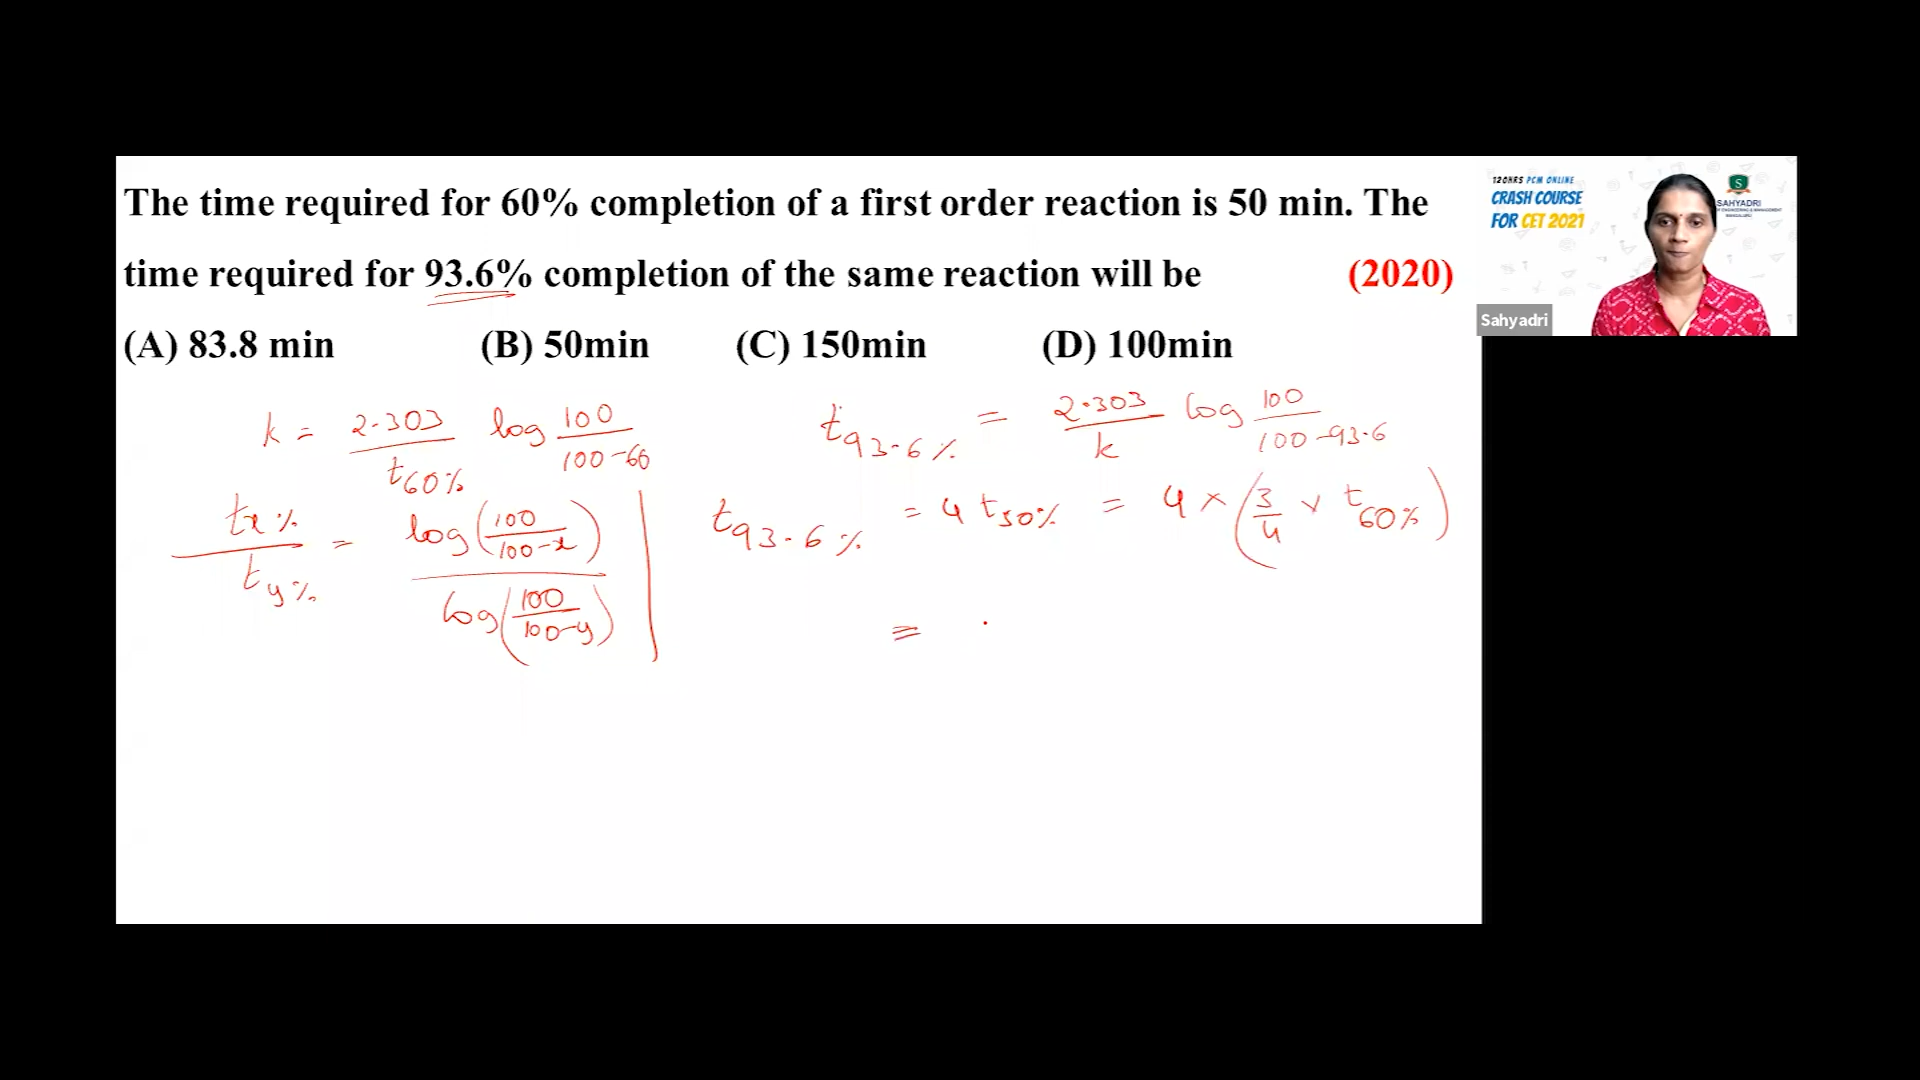 The time required for 60% completion of a first order reaction is 50 min. The
time required for 93.6% completion of the same reaction will be (2020)
(A) 83.8 min (B) 50min (C) 150min (D) 100min
k = 2.303 / t60% log 100 / 100-60
t93.6% = 2.303 / k log 100 / 100-93.6
tx% / ty% = log(100 / 100-x) / log(100 / 100-y)
t93.6% = 4 t50% = 4 × (3/4 × t60%)
=
120HRS PCM ONLINE
CRASH COURSE
FOR CET 2021
SAHYADRI
Sahyadri